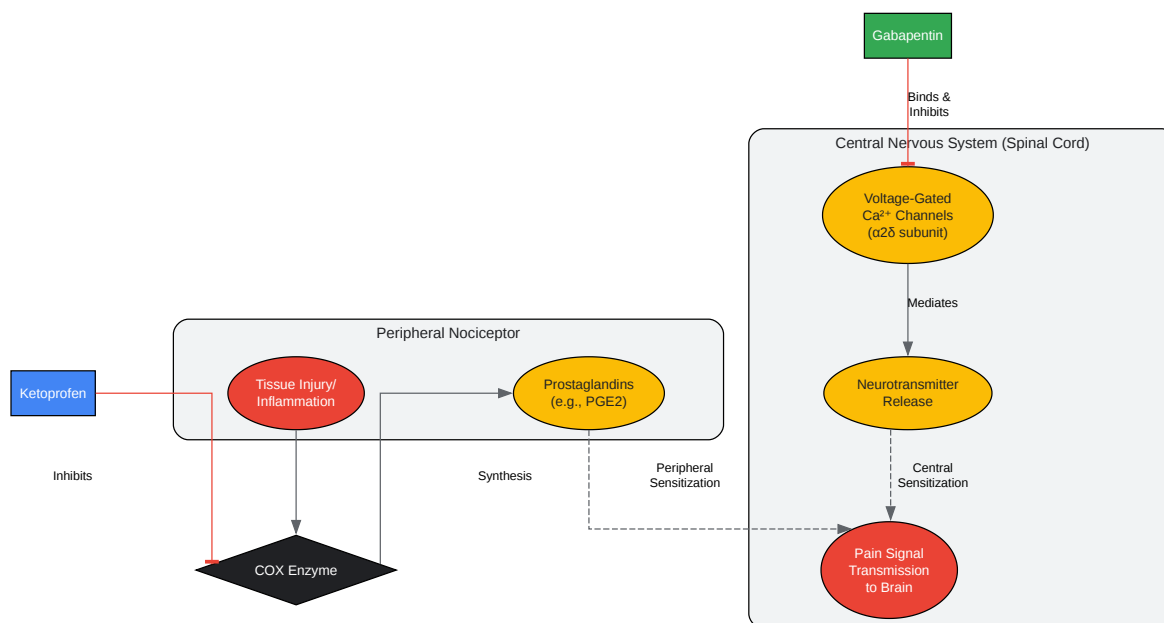 Gabapentin
Binds &
Inhibits
Central Nervous System (Spinal Cord)
Voltage-Gated
Ca²⁺ Channels
(α2δ subunit)
Mediates
Peripheral Nociceptor
Ketoprofen
Tissue Injury/
Inflammation
Prostaglandins
(e.g., PGE2)
Neurotransmitter
Release
Inhibits
Synthesis
Peripheral
Sensitization
Central
Sensitization
COX Enzyme
Pain Signal
Transmission
to Brain